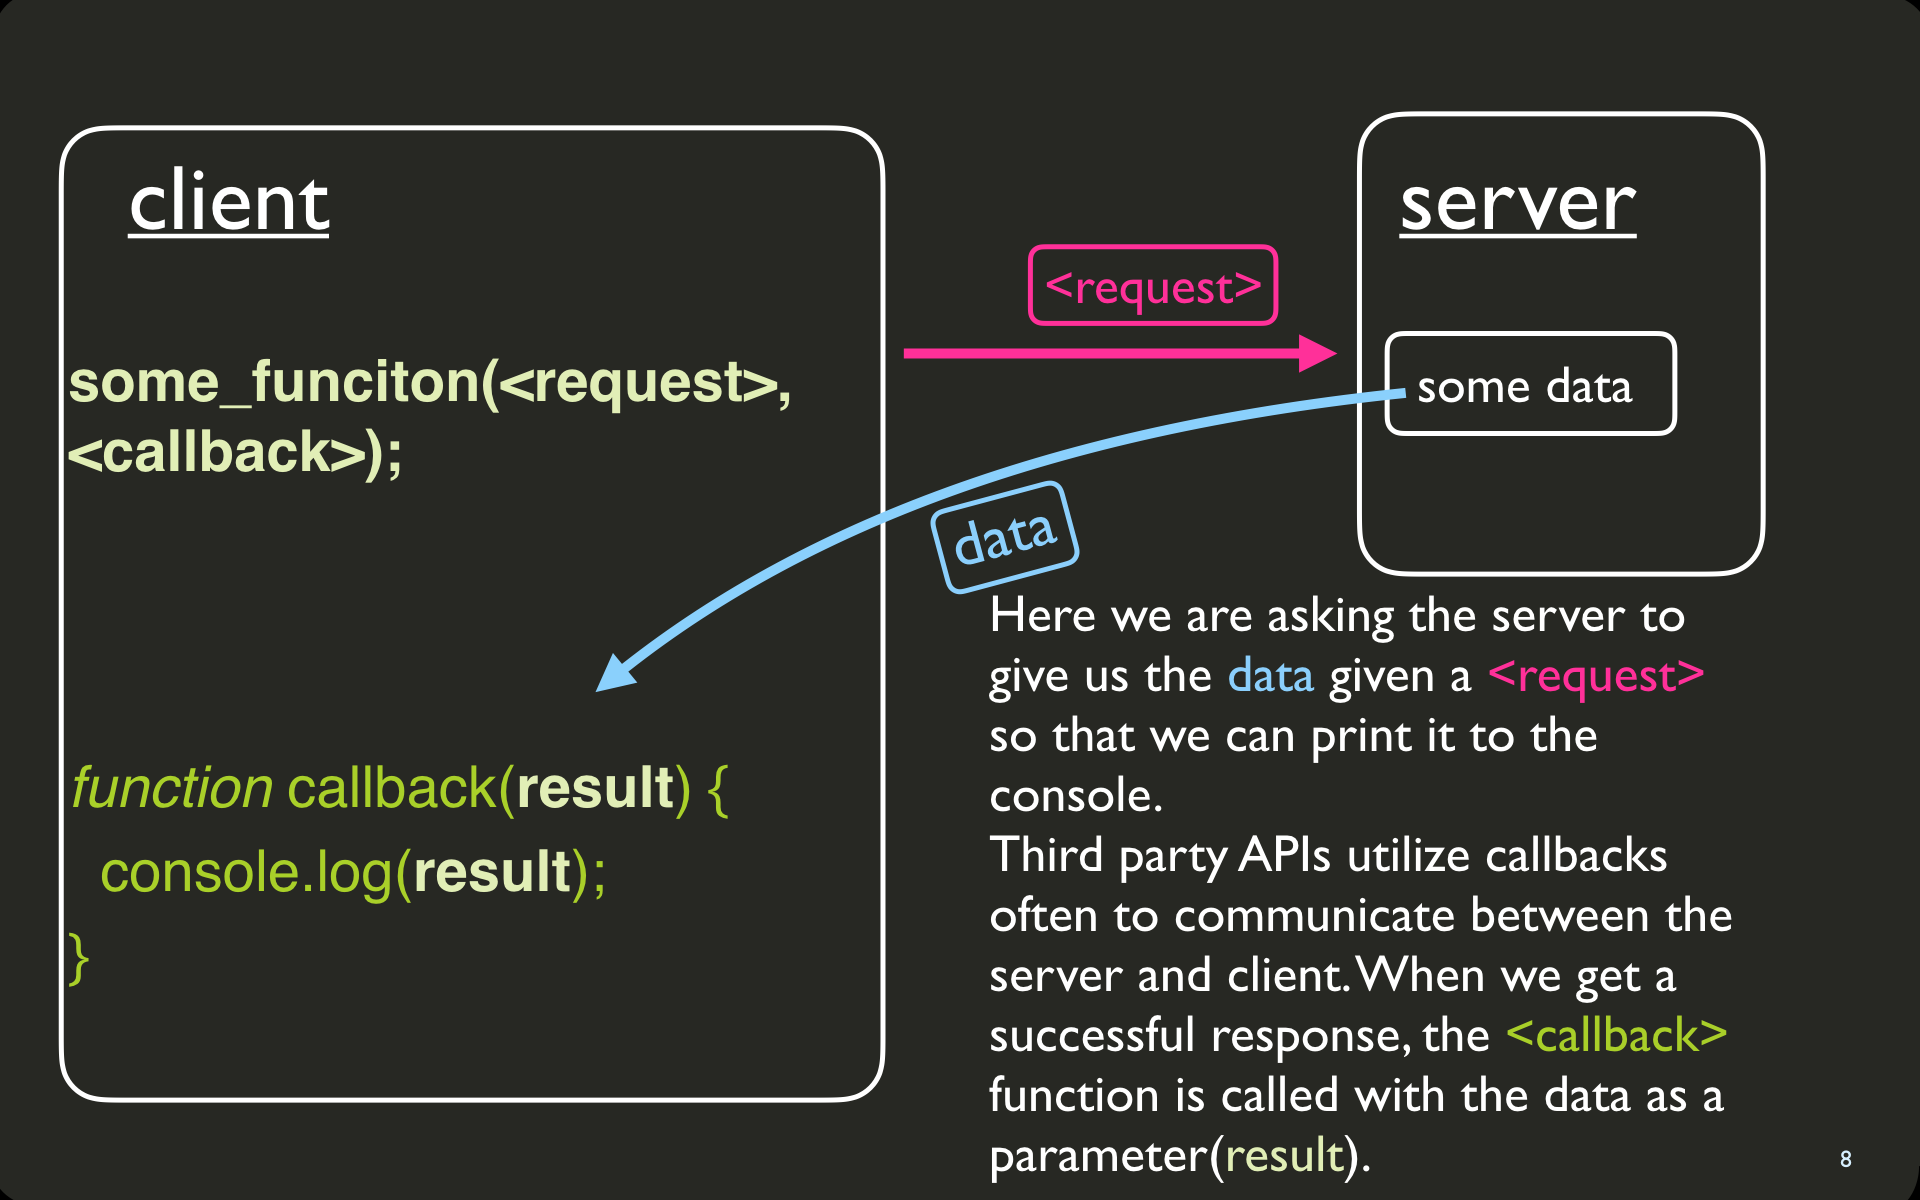 client
some_funciton(<request>,
<callback>);
function callback(result) {
console.log(result);
}
<request>
server
some data
data
Here we are asking the server to
give us the data given a <request>
so that we can print it to the
console.
Third party APIs utilize callbacks
often to communicate between the
server and client. When we get a
successful response, the <callback>
function is called with the data as a
parameter(result).
8